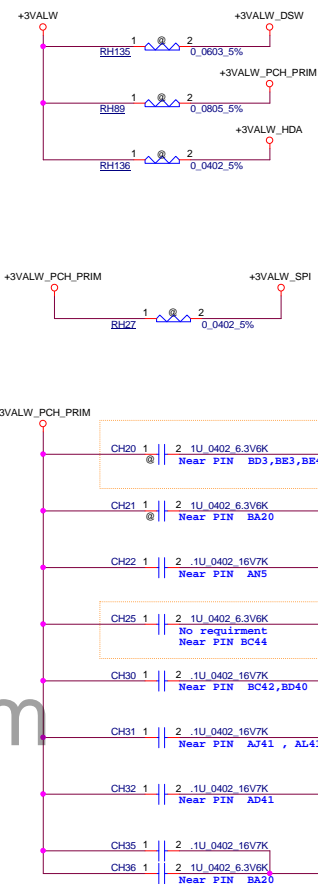 +3VALW
+3VALW_DSW
1 @ 2
RH135 0_0603_5%
+3VALW_PCH_PRIM
1 @ 2
RH89 0_0805_5%
+3VALW_HDA
1 @ 2
RH136 0_0402_5%
+3VALW_PCH_PRIM
+3VALW_SPI
1 @ 2
RH27 0_0402_5%
3VALW_PCH_PRIM
CH20 1 2 1U_0402_6.3V6K
@ Near PIN BD3,BE3,BE4
CH21 1 2 1U_0402_6.3V6K
@ Near PIN BA20
CH22 1 2 .1U_0402_16V7K
Near PIN AN5
CH25 1 2 1U_0402_6.3V6K
No requirment
Near PIN BC44
CH30 1 2 .1U_0402_16V7K
Near PIN BC42,BD40
m
CH31 1 2 .1U_0402_16V7K
Near PIN AJ41 ,
CH32 1 2 .1U_0402_16V7K
Near PIN AD41
CH35 1 2 .1U_0402_16V7K
CH36 1 2 1U_0402_6.3V6K
Near PIN BA20